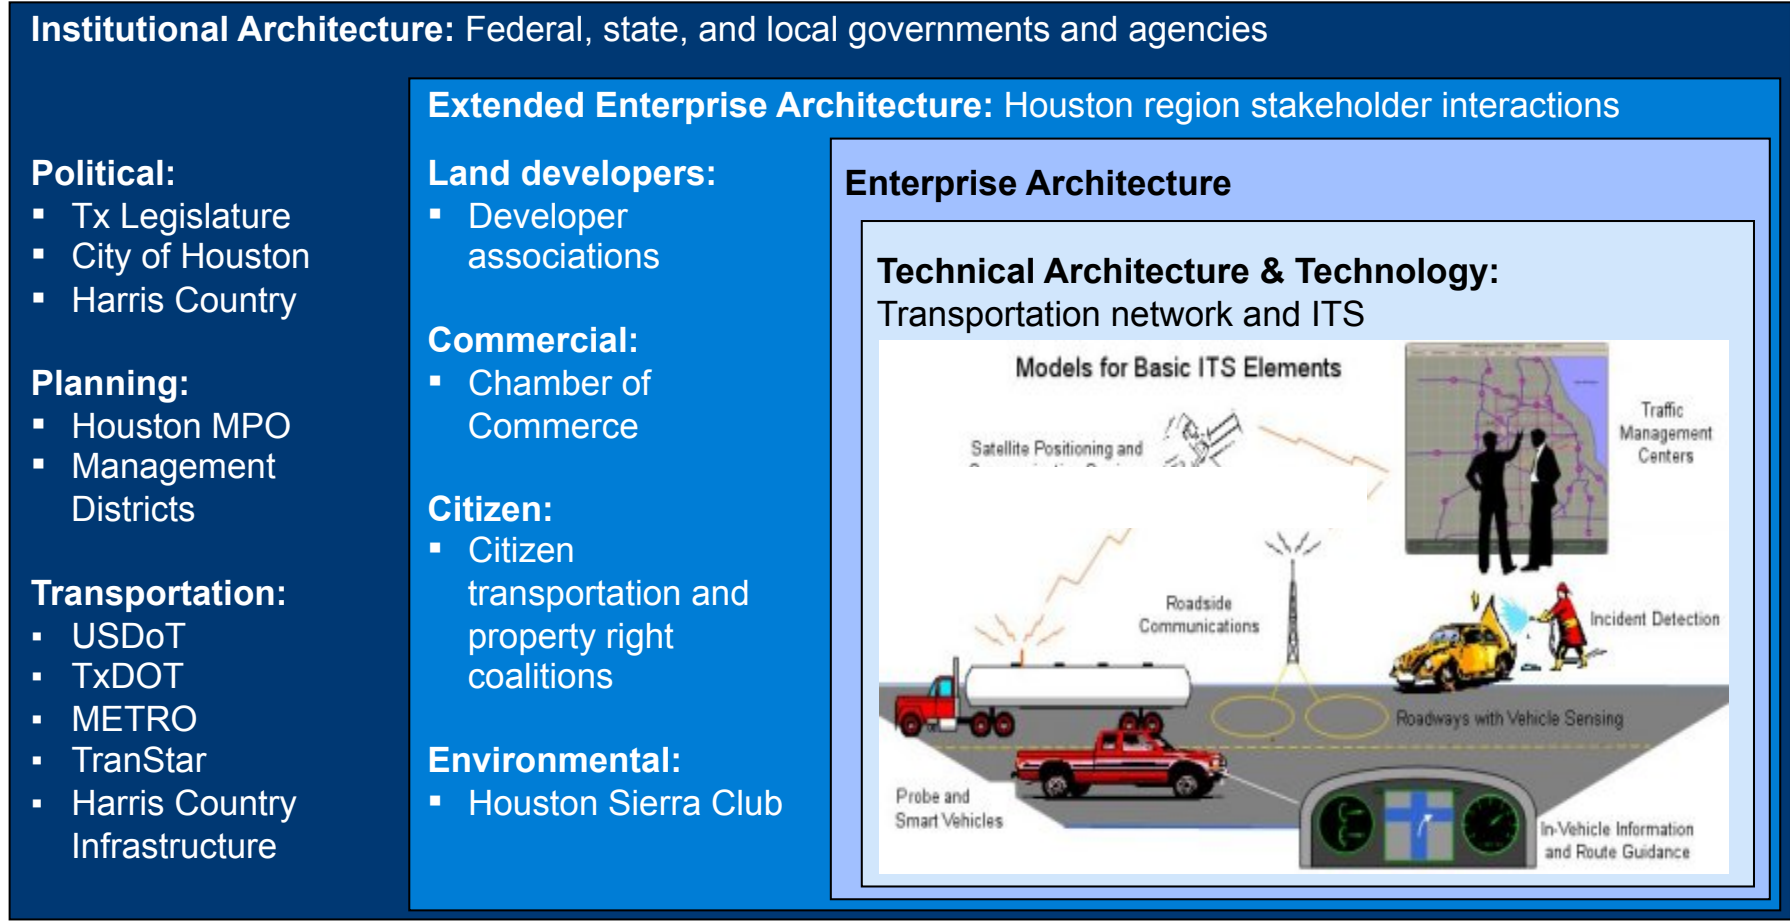 Institutional Architecture: Federal, state, and local governments and agencies
Political:
▪ Tx Legislature
▪ City of Houston
▪ Harris Country
Planning:
▪ Houston MPO
▪ Management
Districts
Transportation:
▪ USDoT
▪ TxDOT
▪ METRO
▪ TranStar
▪ Harris Country
Infrastructure
Extended Enterprise Architecture: Houston region stakeholder interactions
Land developers:
▪ Developer
associations
Commercial:
▪ Chamber of
Commerce
Citizen:
▪ Citizen
transportation and
property right
coalitions
Environmental:
▪ Houston Sierra Club
Enterprise Architecture
Technical Architecture & Technology:
Transportation network and ITS
Models for Basic ITS Elements
Satellite Positioning and
Traffic
Management
Centers
Roadside
Communications
Incident Detection
Roadways with Vehicle Sensing
Probe and
Smart Vehicles
In-Vehicle Information
and Route Guidance